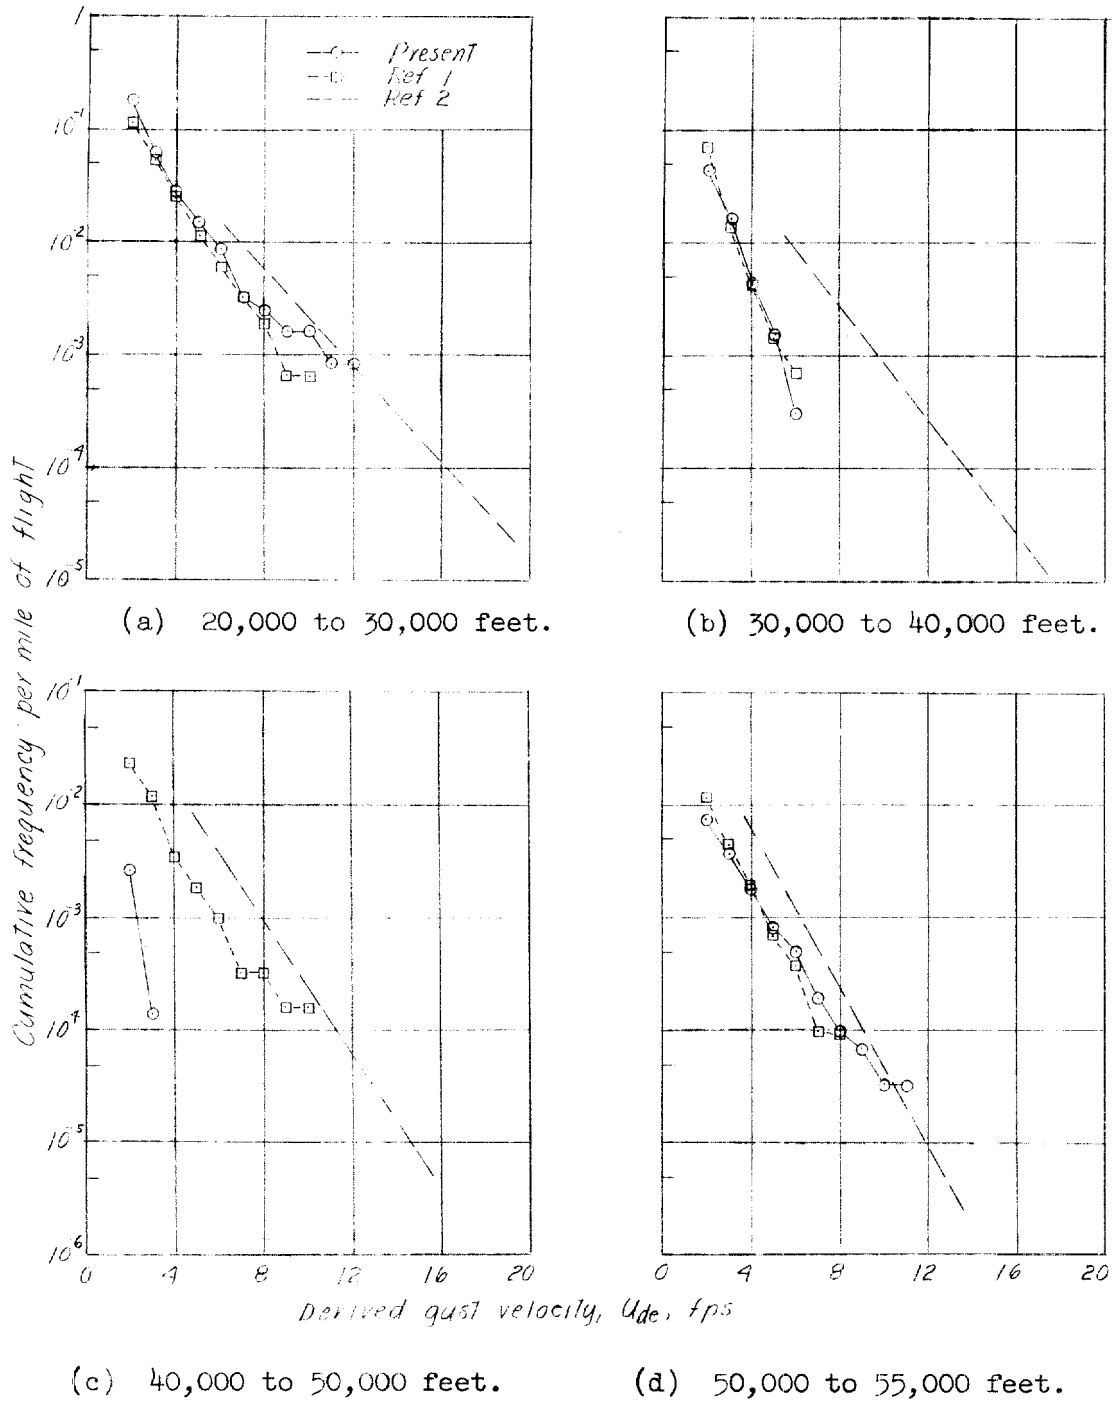 1
10⁻¹
10⁻²
10⁻³
10⁻⁴
10⁻⁵
Present
Ref 1
Ref 2
(a) 20,000 to 30,000 feet.
(b) 30,000 to 40,000 feet.
Cumulative frequency per mile of flight
10⁻¹
10⁻²
10⁻³
10⁻⁴
10⁻⁵
10⁻⁶
0 4 8 12 16 20
0 4 8 12 16 20
Derived gust velocity, Ude, fps
(c) 40,000 to 50,000 feet.
(d) 50,000 to 55,000 feet.